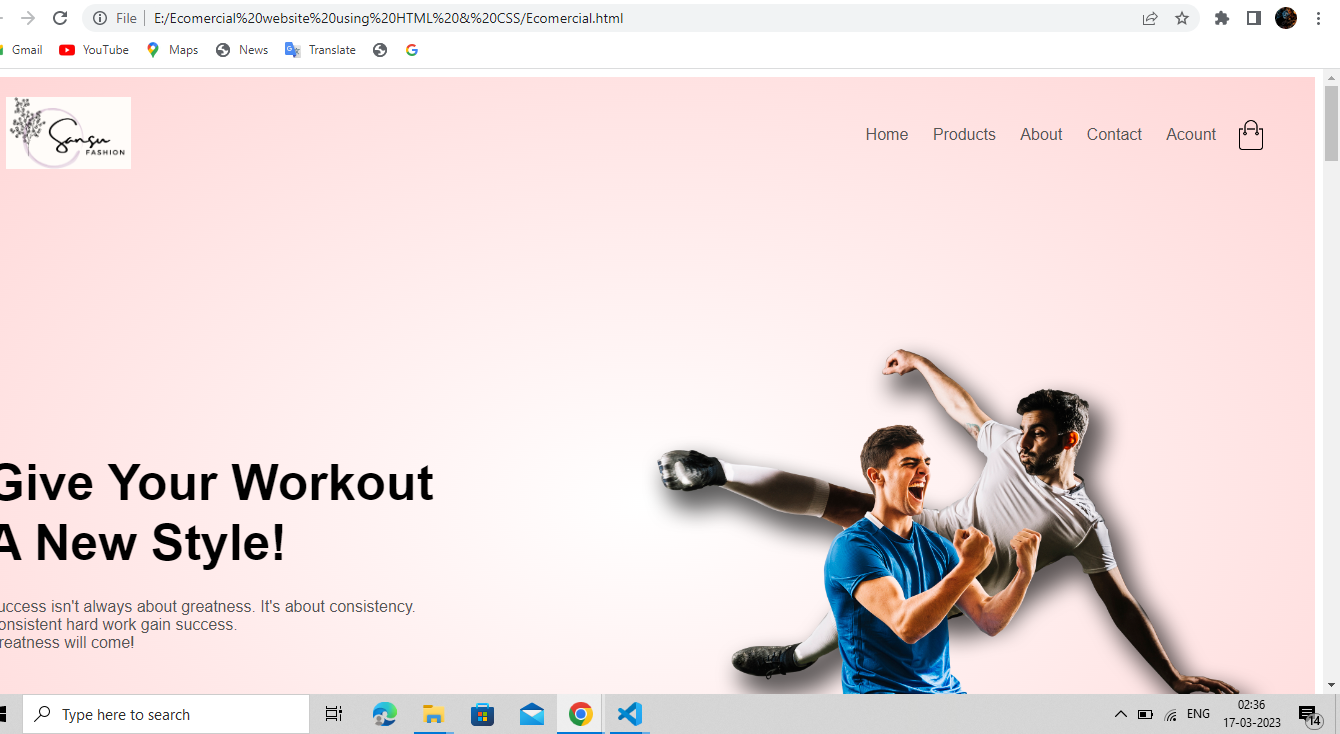 File E:/Ecomercial%20website%20using%20HTML%20&%20CSS/Ecomercial.html
Gmail YouTube Maps News Translate
Sansu
FASHION
Home Products About Contact Acount
Give Your Workout
A New Style!
uccess isn't always about greatness. It's about consistency.
onsistent hard work gain success.
reatness will come!
Type here to search
ENG
02:36
17-03-2023
14